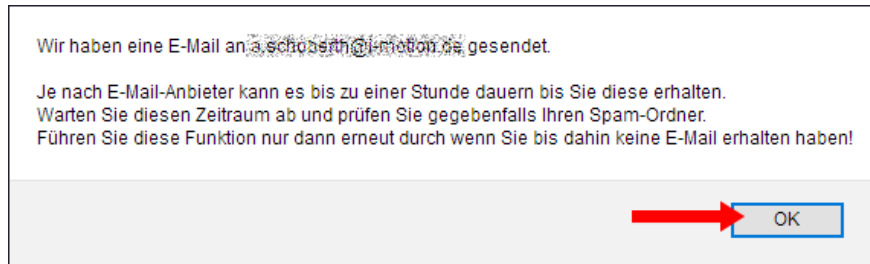 Wir haben eine E-Mail an gesendet.
Je nach E-Mail-Anbieter kann es bis zu einer Stunde dauern bis Sie diese erhalten.
Warten Sie diesen Zeitraum ab und prüfen Sie gegebenfalls Ihren Spam-Ordner.
Führen Sie diese Funktion nur dann erneut durch wenn Sie bis dahin keine E-Mail erhalten haben!
OK